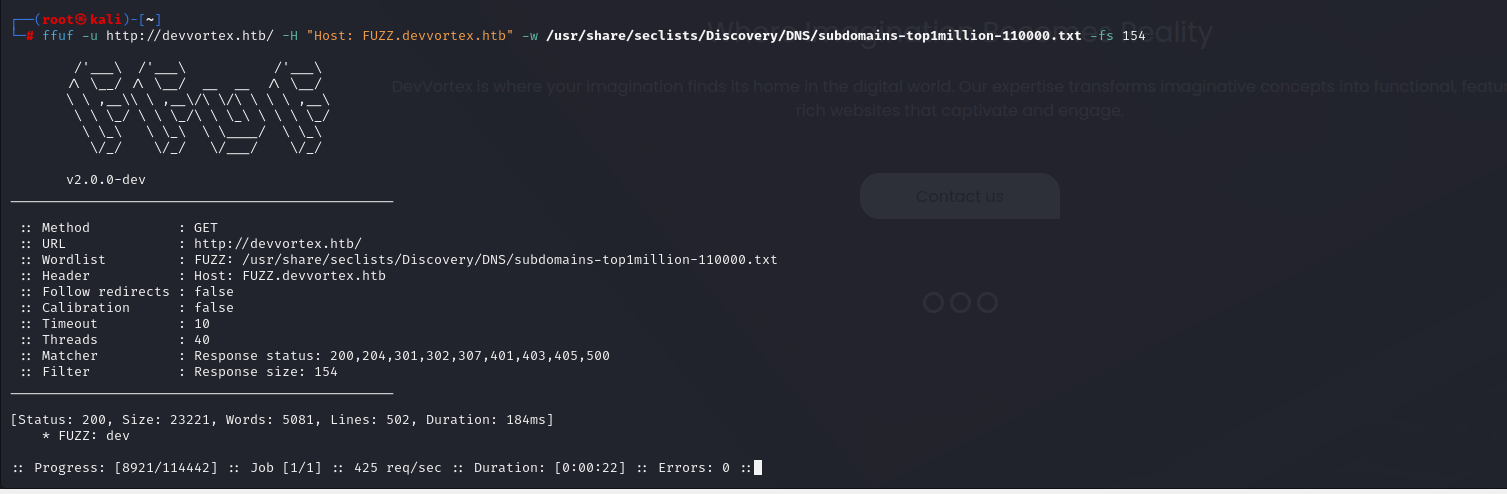 ┌──(root㉿kali)-[~]
└─# ffuf -u http://devvortex.htb/ -H "Host: FUZZ.devvortex.htb" -w /usr/share/seclists/Discovery/DNS/subdomains-top1million-110000.txt -fs 154
Where Imagination Becomes Reality
DevVortex is where your imagination finds its home in the digital world. Our expertise transforms imaginative concepts into functional, featu
rich websites that captivate and engage.
Contact us
        /'___\  /'___\           /'___\
       /\ \__/ /\ \__/  __  __  /\ \__/
       \ \ ,__\\ \ ,__\/\ \/\ \ \ \ ,__\
        \ \ \_/ \ \ \_/\ \ \_\ \ \ \ \_/
         \ \_\   \ \_\  \ \____/  \ \_\
          \/_/    \/_/   \/___/    \/_/
       v2.0.0-dev
________________________________________________
 :: Method           : GET
 :: URL              : http://devvortex.htb/
 :: Wordlist         : FUZZ: /usr/share/seclists/Discovery/DNS/subdomains-top1million-110000.txt
 :: Header           : Host: FUZZ.devvortex.htb
 :: Follow redirects : false
 :: Calibration      : false
 :: Timeout          : 10
 :: Threads          : 40
 :: Matcher          : Response status: 200,204,301,302,307,401,403,405,500
 :: Filter           : Response size: 154
________________________________________________
[Status: 200, Size: 23221, Words: 5081, Lines: 502, Duration: 184ms]
    * FUZZ: dev
:: Progress: [8921/114442] :: Job [1/1] :: 425 req/sec :: Duration: [0:00:22] :: Errors: 0 ::